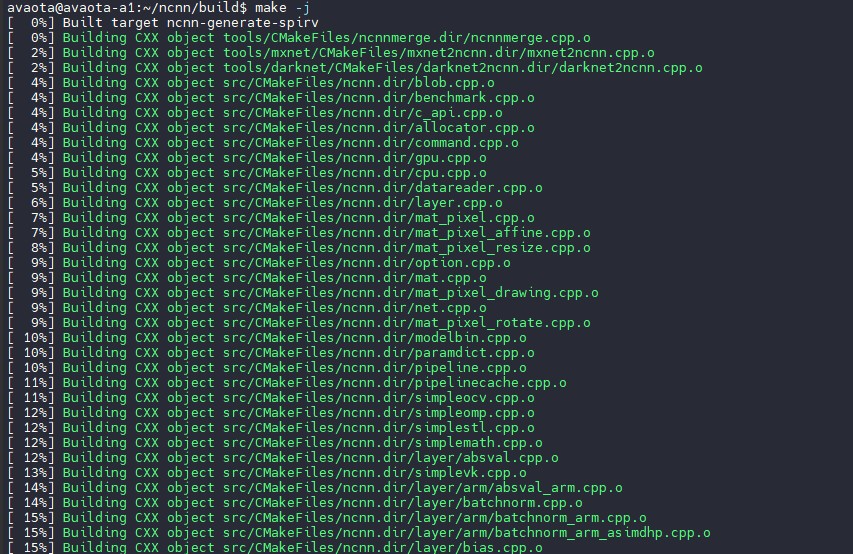 avaota@avaota-a1:~/ncnn/build$ make -j
[  0%] Built target ncnn-generate-spirv
[  0%] Building CXX object tools/CMakeFiles/ncnnmerge.dir/ncnnmerge.cpp.o
[  2%] Building CXX object tools/mxnet/CMakeFiles/mxnet2ncnn.dir/mxnet2ncnn.cpp.o
[  2%] Building CXX object tools/darknet/CMakeFiles/darknet2ncnn.dir/darknet2ncnn.cpp.o
[  4%] Building CXX object src/CMakeFiles/ncnn.dir/blob.cpp.o
[  4%] Building CXX object src/CMakeFiles/ncnn.dir/benchmark.cpp.o
[  4%] Building CXX object src/CMakeFiles/ncnn.dir/c_api.cpp.o
[  4%] Building CXX object src/CMakeFiles/ncnn.dir/allocator.cpp.o
[  4%] Building CXX object src/CMakeFiles/ncnn.dir/command.cpp.o
[  4%] Building CXX object src/CMakeFiles/ncnn.dir/gpu.cpp.o
[  5%] Building CXX object src/CMakeFiles/ncnn.dir/cpu.cpp.o
[  5%] Building CXX object src/CMakeFiles/ncnn.dir/datareader.cpp.o
[  6%] Building CXX object src/CMakeFiles/ncnn.dir/layer.cpp.o
[  7%] Building CXX object src/CMakeFiles/ncnn.dir/mat_pixel.cpp.o
[  7%] Building CXX object src/CMakeFiles/ncnn.dir/mat_pixel_affine.cpp.o
[  8%] Building CXX object src/CMakeFiles/ncnn.dir/mat_pixel_resize.cpp.o
[  9%] Building CXX object src/CMakeFiles/ncnn.dir/option.cpp.o
[  9%] Building CXX object src/CMakeFiles/ncnn.dir/mat.cpp.o
[  9%] Building CXX object src/CMakeFiles/ncnn.dir/mat_pixel_drawing.cpp.o
[  9%] Building CXX object src/CMakeFiles/ncnn.dir/net.cpp.o
[  9%] Building CXX object src/CMakeFiles/ncnn.dir/mat_pixel_rotate.cpp.o
[ 10%] Building CXX object src/CMakeFiles/ncnn.dir/modelbin.cpp.o
[ 10%] Building CXX object src/CMakeFiles/ncnn.dir/paramdict.cpp.o
[ 10%] Building CXX object src/CMakeFiles/ncnn.dir/pipeline.cpp.o
[ 11%] Building CXX object src/CMakeFiles/ncnn.dir/pipelinecache.cpp.o
[ 11%] Building CXX object src/CMakeFiles/ncnn.dir/simpleocv.cpp.o
[ 12%] Building CXX object src/CMakeFiles/ncnn.dir/simpleomp.cpp.o
[ 12%] Building CXX object src/CMakeFiles/ncnn.dir/simplestl.cpp.o
[ 12%] Building CXX object src/CMakeFiles/ncnn.dir/simplemath.cpp.o
[ 12%] Building CXX object src/CMakeFiles/ncnn.dir/layer/absval.cpp.o
[ 13%] Building CXX object src/CMakeFiles/ncnn.dir/simplevk.cpp.o
[ 14%] Building CXX object src/CMakeFiles/ncnn.dir/layer/arm/absval_arm.cpp.o
[ 14%] Building CXX object src/CMakeFiles/ncnn.dir/layer/batchnorm.cpp.o
[ 15%] Building CXX object src/CMakeFiles/ncnn.dir/layer/arm/batchnorm_arm.cpp.o
[ 15%] Building CXX object src/CMakeFiles/ncnn.dir/layer/arm/batchnorm_arm_asimdhp.cpp.o
[ 15%] Building CXX object src/CMakeFiles/ncnn.dir/layer/bias.cpp.o